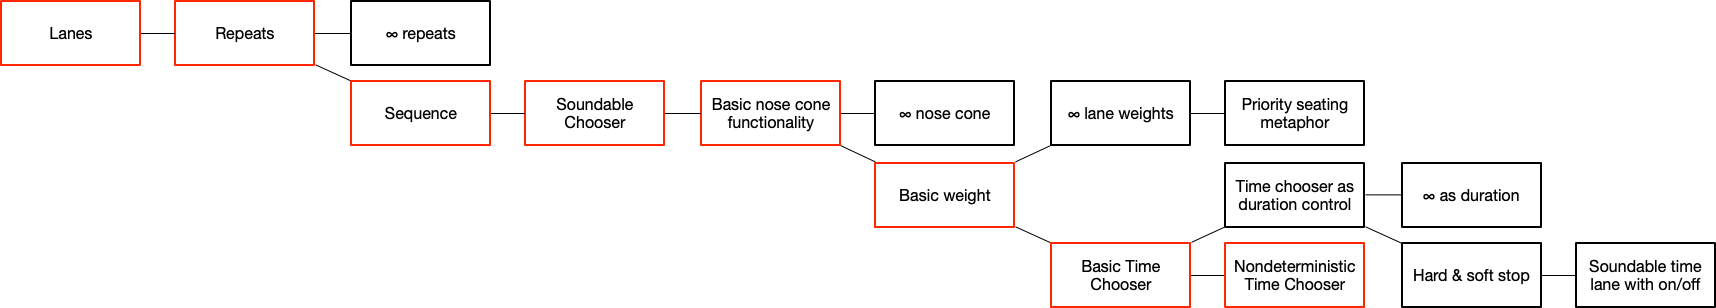 Lanes
Repeats
∞ repeats
Sequence
Soundable
Chooser
Basic nose cone
functionality
∞ nose cone
∞ lane weights
Priority seating
metaphor
Basic weight
Time chooser as
duration control
∞ as duration
Basic Time
Chooser
Nondeterministic
Time Chooser
Hard & soft stop
Soundable time
lane with on/off